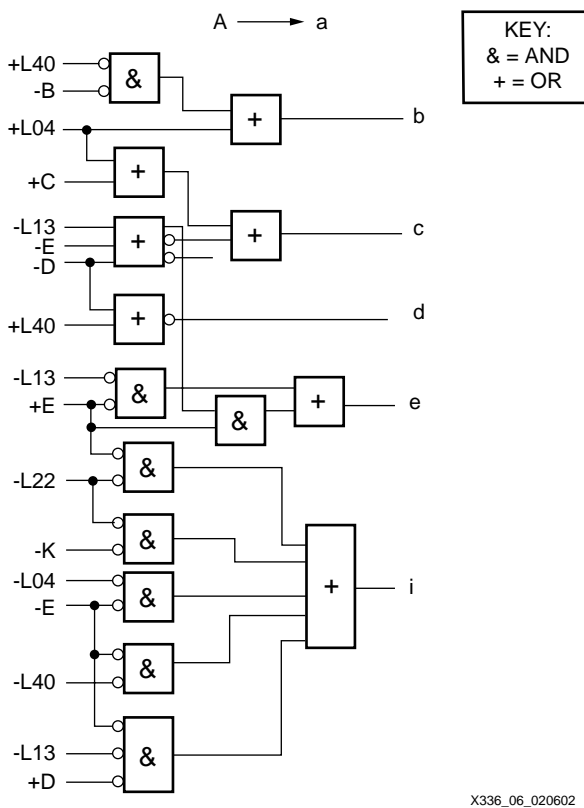 A a
KEY:
& = AND
+ = OR
+L40
&
-B
b
+
+L04
+
+C
-L13
c
+
-E
+
-D
d
+
+L40
-L13
&
+E
+
e
&
&
-L22
&
-K
-L04
&
+
i
-E
&
-L40
-L13
&
+D
X336_06_020602